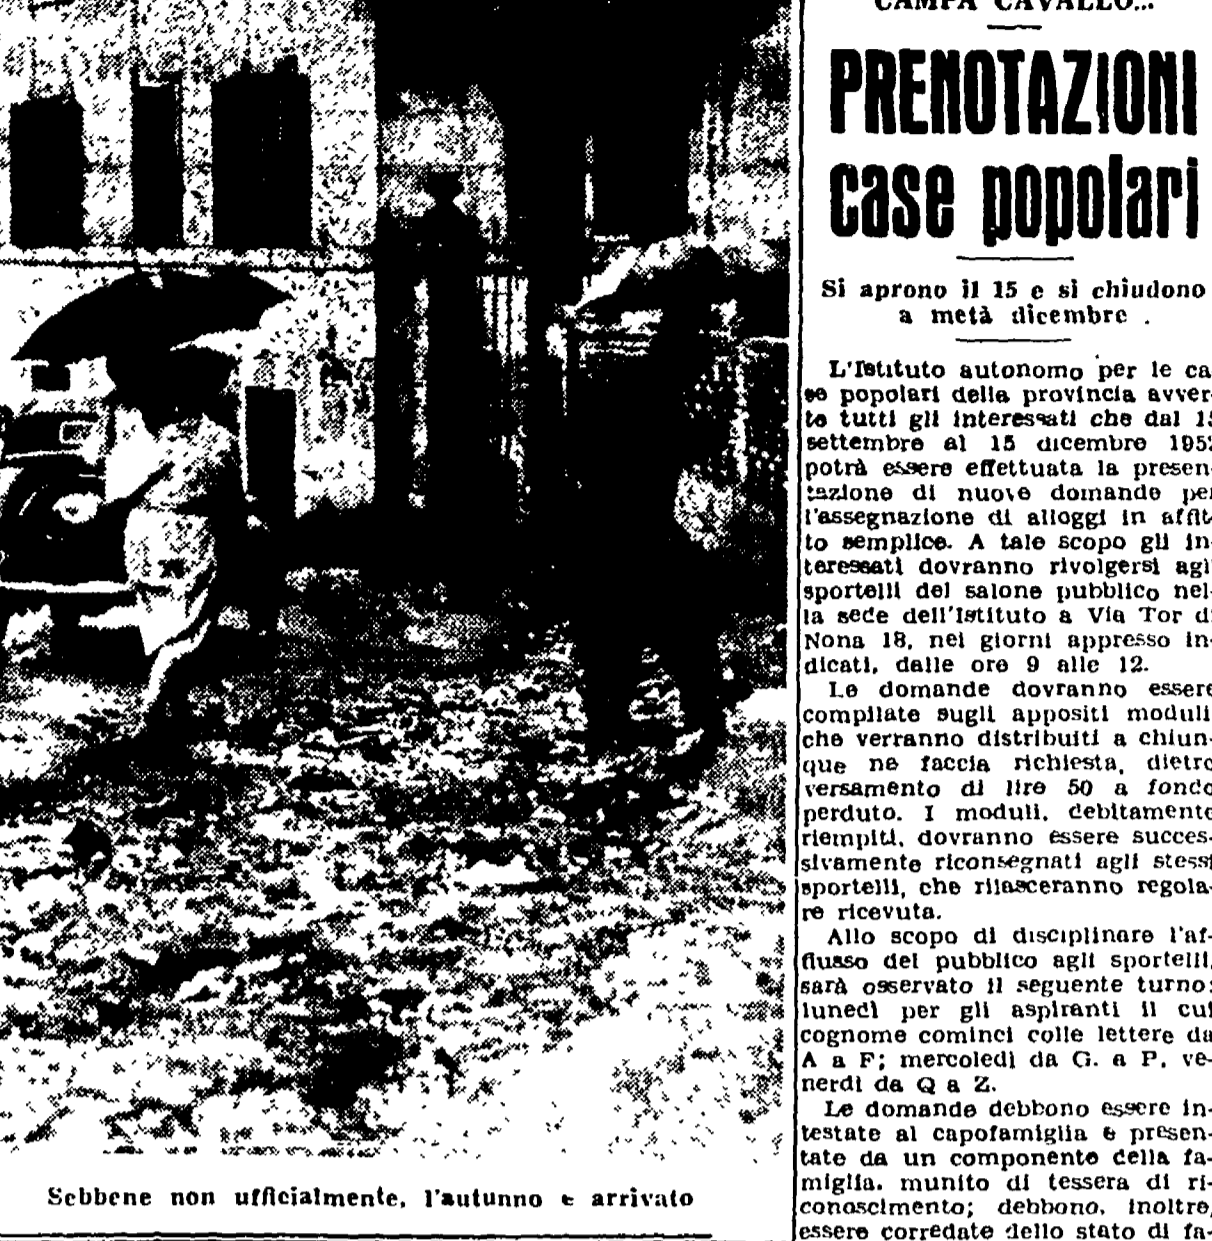 CAMPA CAVALLO...
PRENOTAZIONI
case popolari
Si aprono il 15 e si chiudono
a metà dicembre .
L'Istituto autonomo per le ca-
se popolari della provincia avver-
te tutti gli interessati che dal 15
settembre al 15 dicembre 195
potrà essere effettuata la presen-
tazione di nuove domande per
l'assegnazione di alloggi in affit-
to semplice. A tale scopo gli in-
teressati dovranno rivolgersi agli
sportelli del salone pubblico nel-
la sede dell'Istituto a Via Tor di
Nona 18, nei giorni appresso in-
dicati, dalle ore 9 alle 12.
Le domande dovranno essere
compilate sugli appositi moduli
che verranno distribuiti a chiun-
que ne faccia richiesta, dietro
versamento di lire 50 a fondo
perduto. I moduli, debitamente
riempiti, dovranno essere succes-
sivamente riconsegnati agli stessi
sportelli, che rilasceranno regola-
re ricevuta.
Allo scopo di disciplinare l'af-
flusso del pubblico agli sportelli,
sarà osservato il seguente turno:
lunedì per gli aspiranti il cui
cognome cominci colle lettere da
A a F; mercoledì da G. a P, ve-
nerdì da Q a Z.
Le domande debbono essere in-
testate al capofamiglia e presen-
tate da un componente della fa-
miglia, munito di tessera di ri-
conoscimento; debbono, inoltre,
essere corredate dello stato di fa-
Sebbene non ufficialmente, l'autunno è arrivato